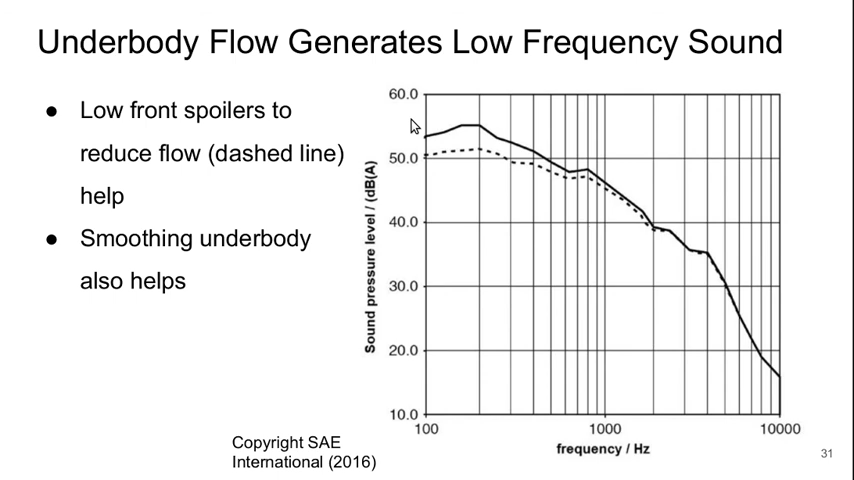 Underbody Flow Generates Low Frequency Sound
● Low front spoilers to
reduce flow (dashed line)
help
● Smoothing underbody
also helps
60.0
50.0
40.0
30.0
20.0
10.0
Sound pressure level / (dB(A)
100
1000
10000
frequency / Hz
Copyright SAE
International (2016)
31